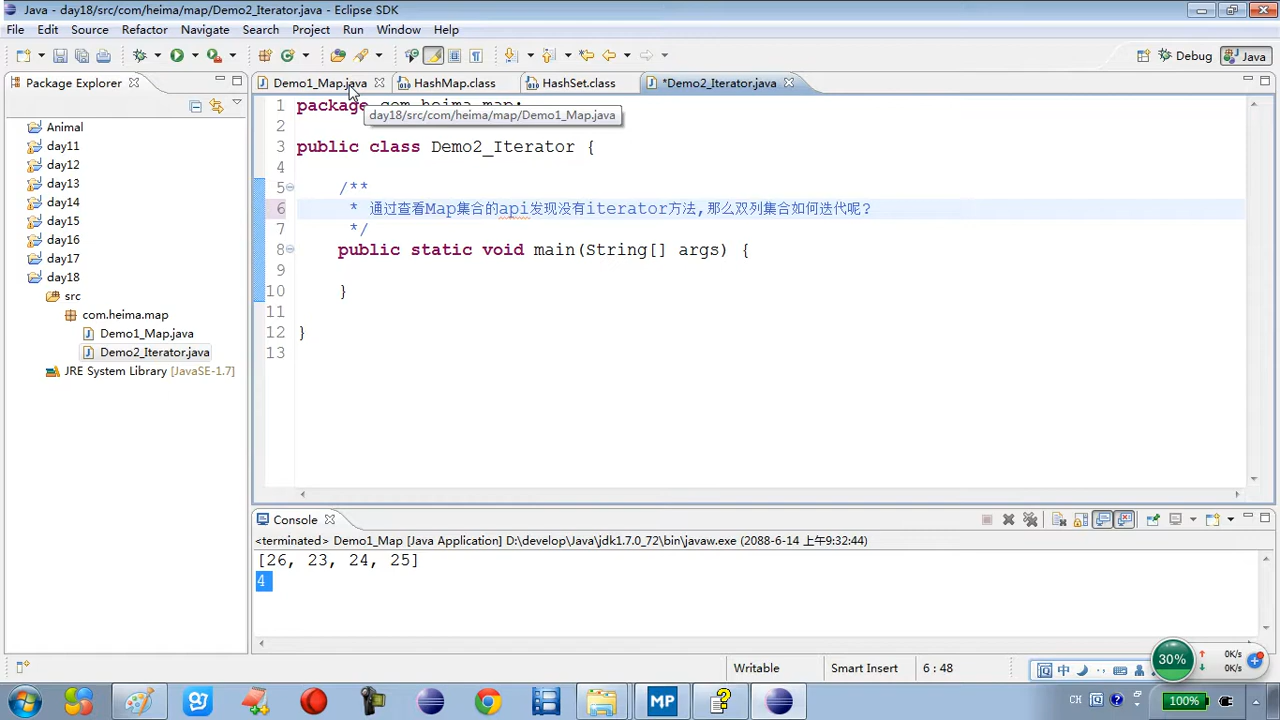 Java - day18/src/com/heima/map/Demo2_Iterator.java - Eclipse SDK
File Edit Source Refactor Navigate Search Project Run Window Help
Debug Java
Package Explorer
Demo1_Map.java HashMap.class HashSet.class *Demo2_Iterator.java
day18/src/com/heima/map/Demo1_Map.java
Animal
day11
day12
day13
day14
day15
day16
day17
day18
src
com.heima.map
Demo1_Map.java
Demo2_Iterator.java
JRE System Library [JavaSE-1.7]
1 package com.heima.map;
2
3 public class Demo2_Iterator {
4
5 /**
6 * 通过查看Map集合的api发现没有iterator方法,那么双列集合如何迭代呢?
7 */
8 public static void main(String[] args) {
9
10 }
11
12 }
13
Console
<terminated> Demo1_Map [Java Application] D:\develop\Java\jdk1.7.0_72\bin\javaw.exe (2088-6-14 上午9:32:44)
[26, 23, 24, 25]
4
Writable Smart Insert 6 : 48
中
30% 0K/s
0K/s
MP
CH
100%